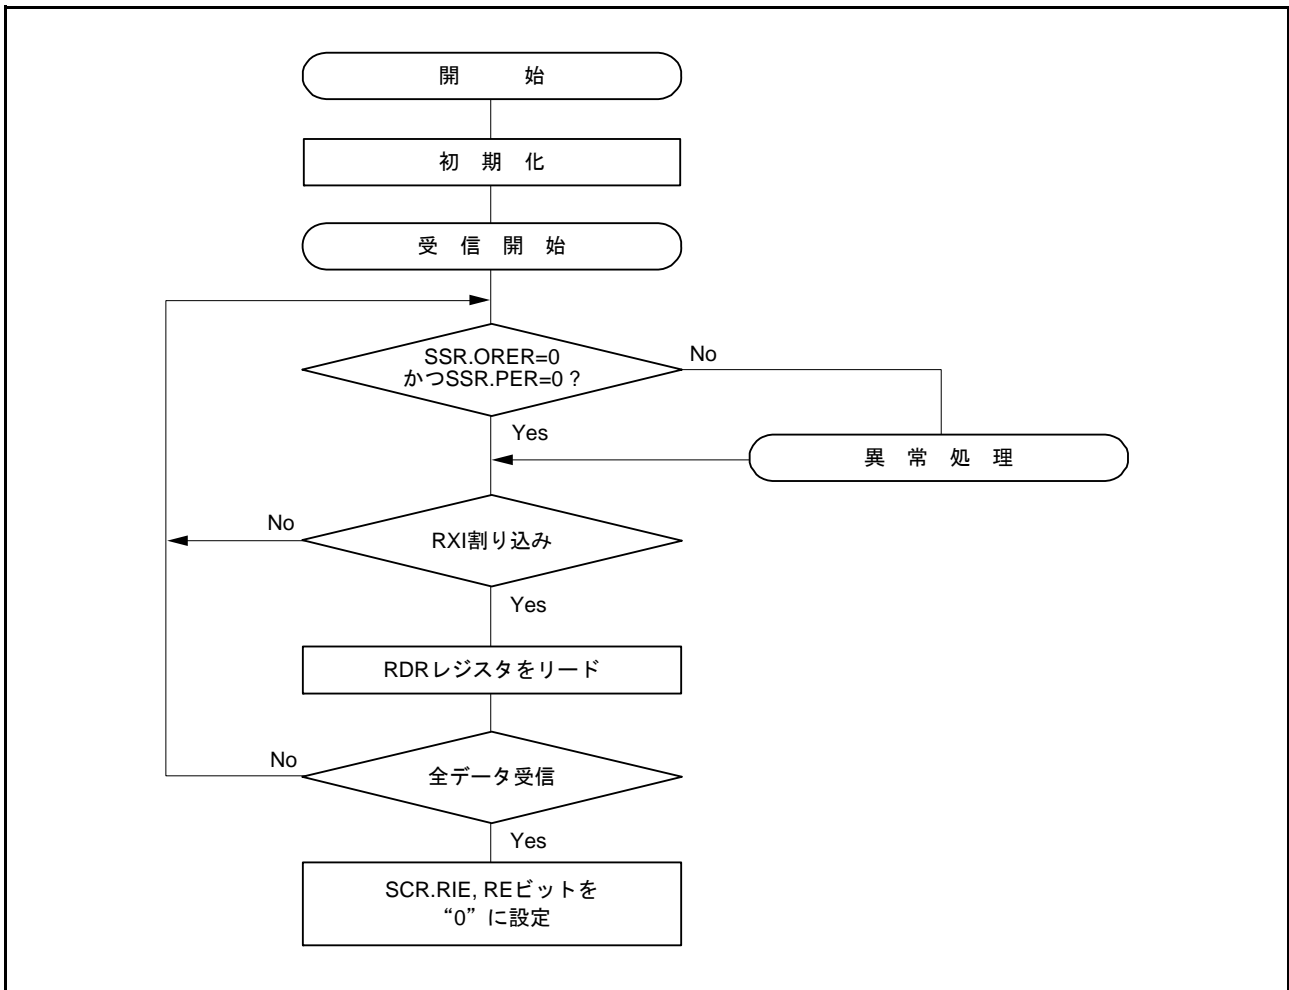 開 始
初 期 化
受 信 開 始
SSR.ORER=0
かつSSR.PER=0?
No
Yes
異 常 処 理
No
RXI割り込み
Yes
RDRレジスタをリード
No
全データ受信
Yes
SCR.RIE, REビットを
“0”に設定